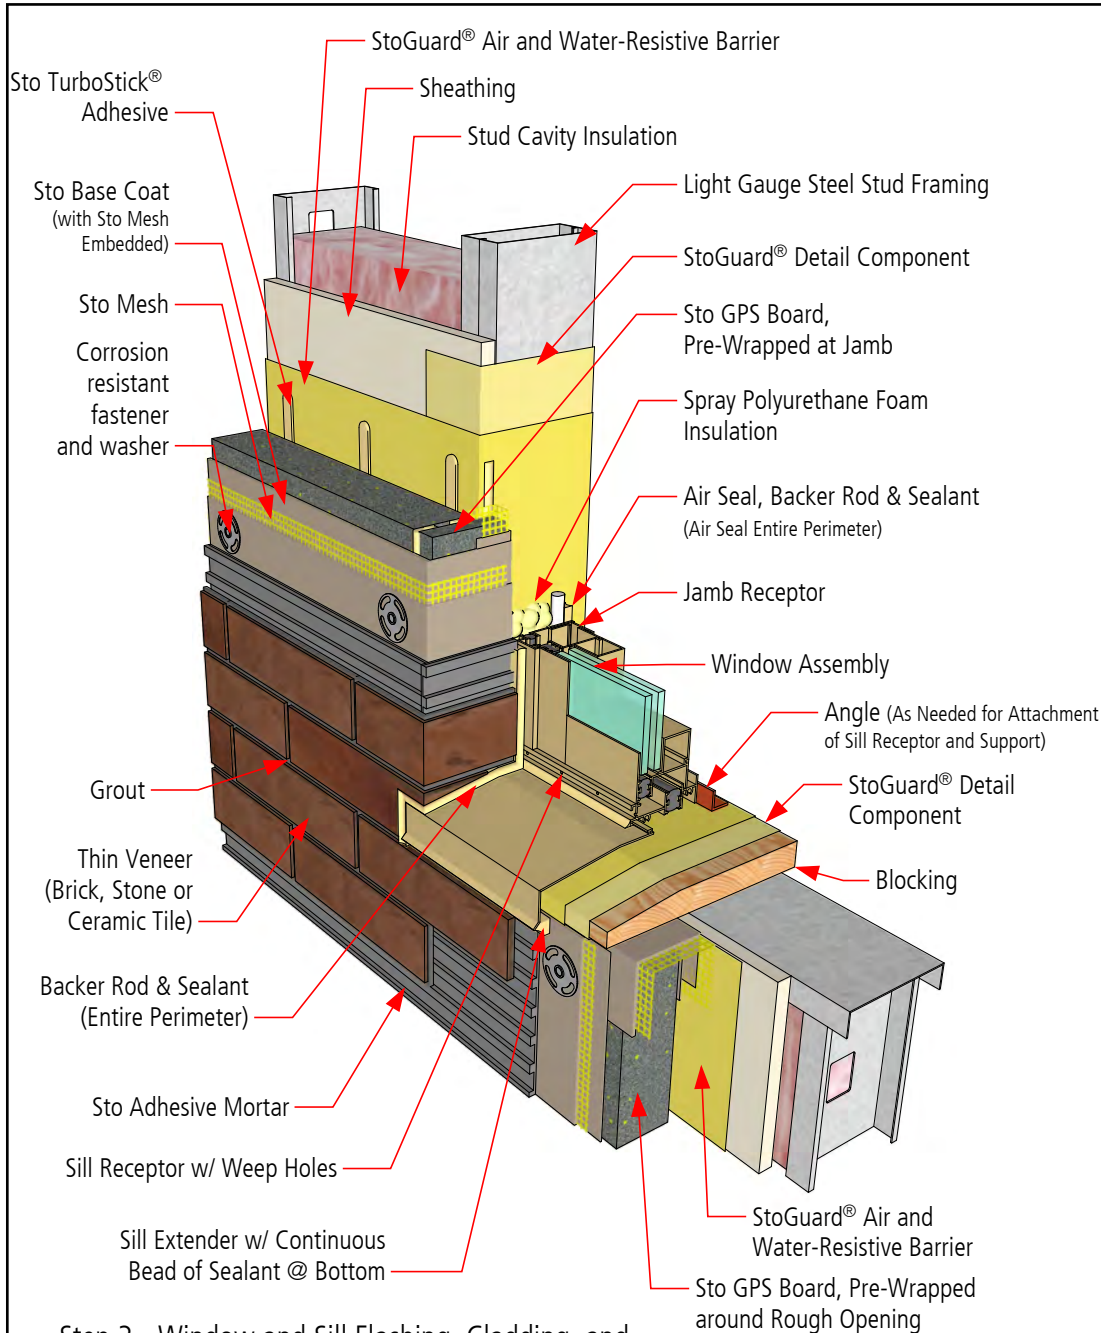 StoGuard® Air and Water-Resistive Barrier
Sto TurboStick®
Adhesive
Sheathing
Stud Cavity Insulation
Sto Base Coat
(with Sto Mesh
Embedded)
Light Gauge Steel Stud Framing
StoGuard® Detail Component
Sto Mesh
Sto GPS Board,
Pre-Wrapped at Jamb
Corrosion
resistant
fastener
and washer
Spray Polyurethane Foam
Insulation
Air Seal, Backer Rod & Sealant
(Air Seal Entire Perimeter)
Jamb Receptor
Window Assembly
Angle (As Needed for Attachment
of Sill Receptor and Support)
Grout
StoGuard® Detail
Component
Thin Veneer
(Brick, Stone or
Ceramic Tile)
Blocking
Backer Rod & Sealant
(Entire Perimeter)
Sto Adhesive Mortar
Sill Receptor w/ Weep Holes
StoGuard® Air and
Water-Resistive Barrier
Sill Extender w/ Continuous
Bead of Sealant @ Bottom
Sto GPS Board, Pre-Wrapped
around Rough Opening
Window and Sill Flashing, Cladding, and